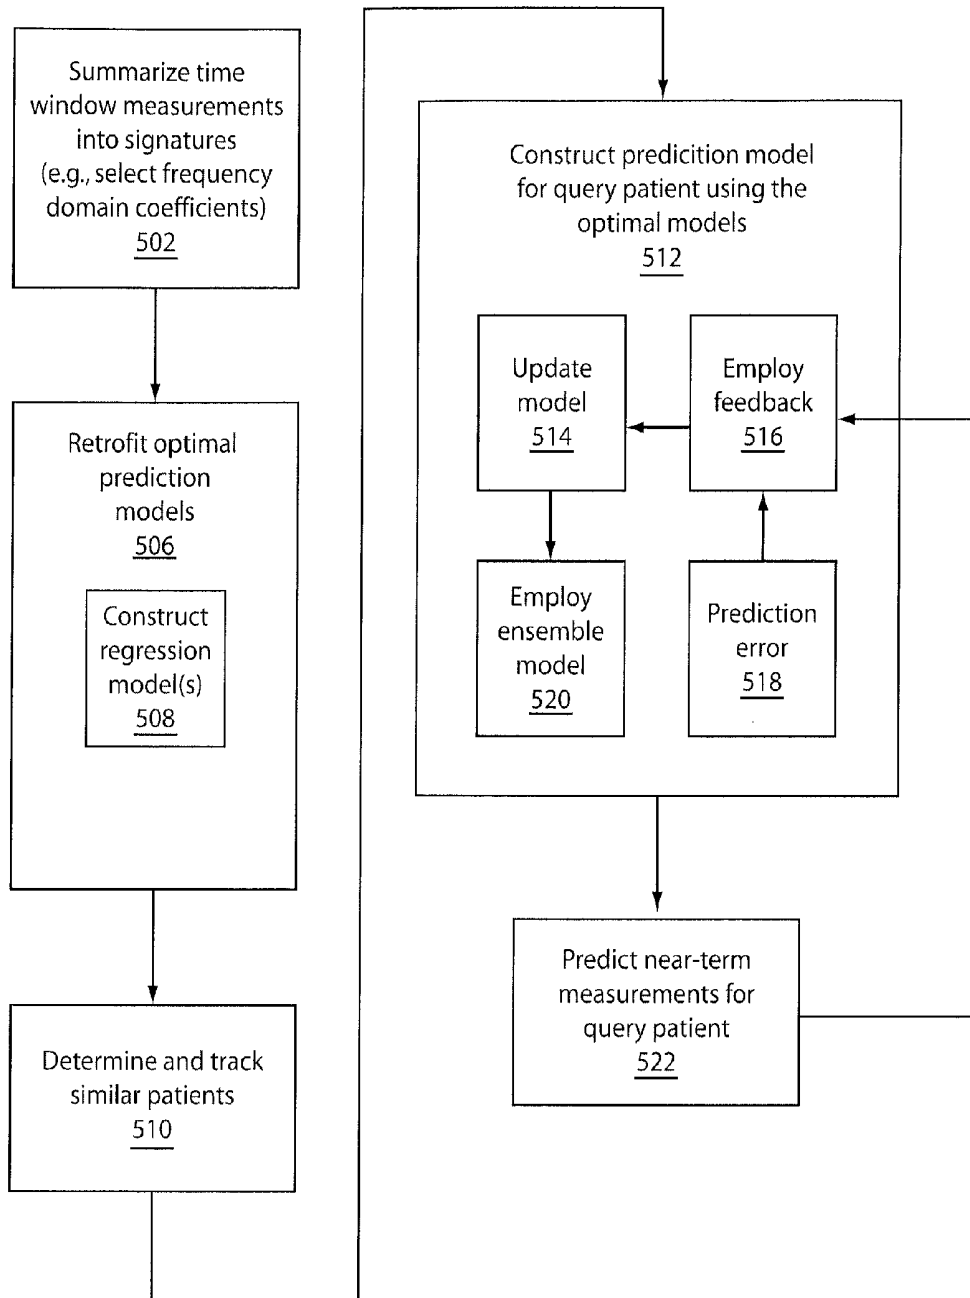 Summarize time
window measurements
into signatures
(e.g., select frequency
domain coefficients)
502
Retrofit optimal
prediction
models
506
Construct
regression
model(s)
508
Determine and track
similar patients
510
Construct predicition model
for query patient using the
optimal models
512
Update
model
514
Employ
feedback
516
Employ
ensemble
model
520
Prediction
error
518
Predict near-term
measurements for
query patient
522